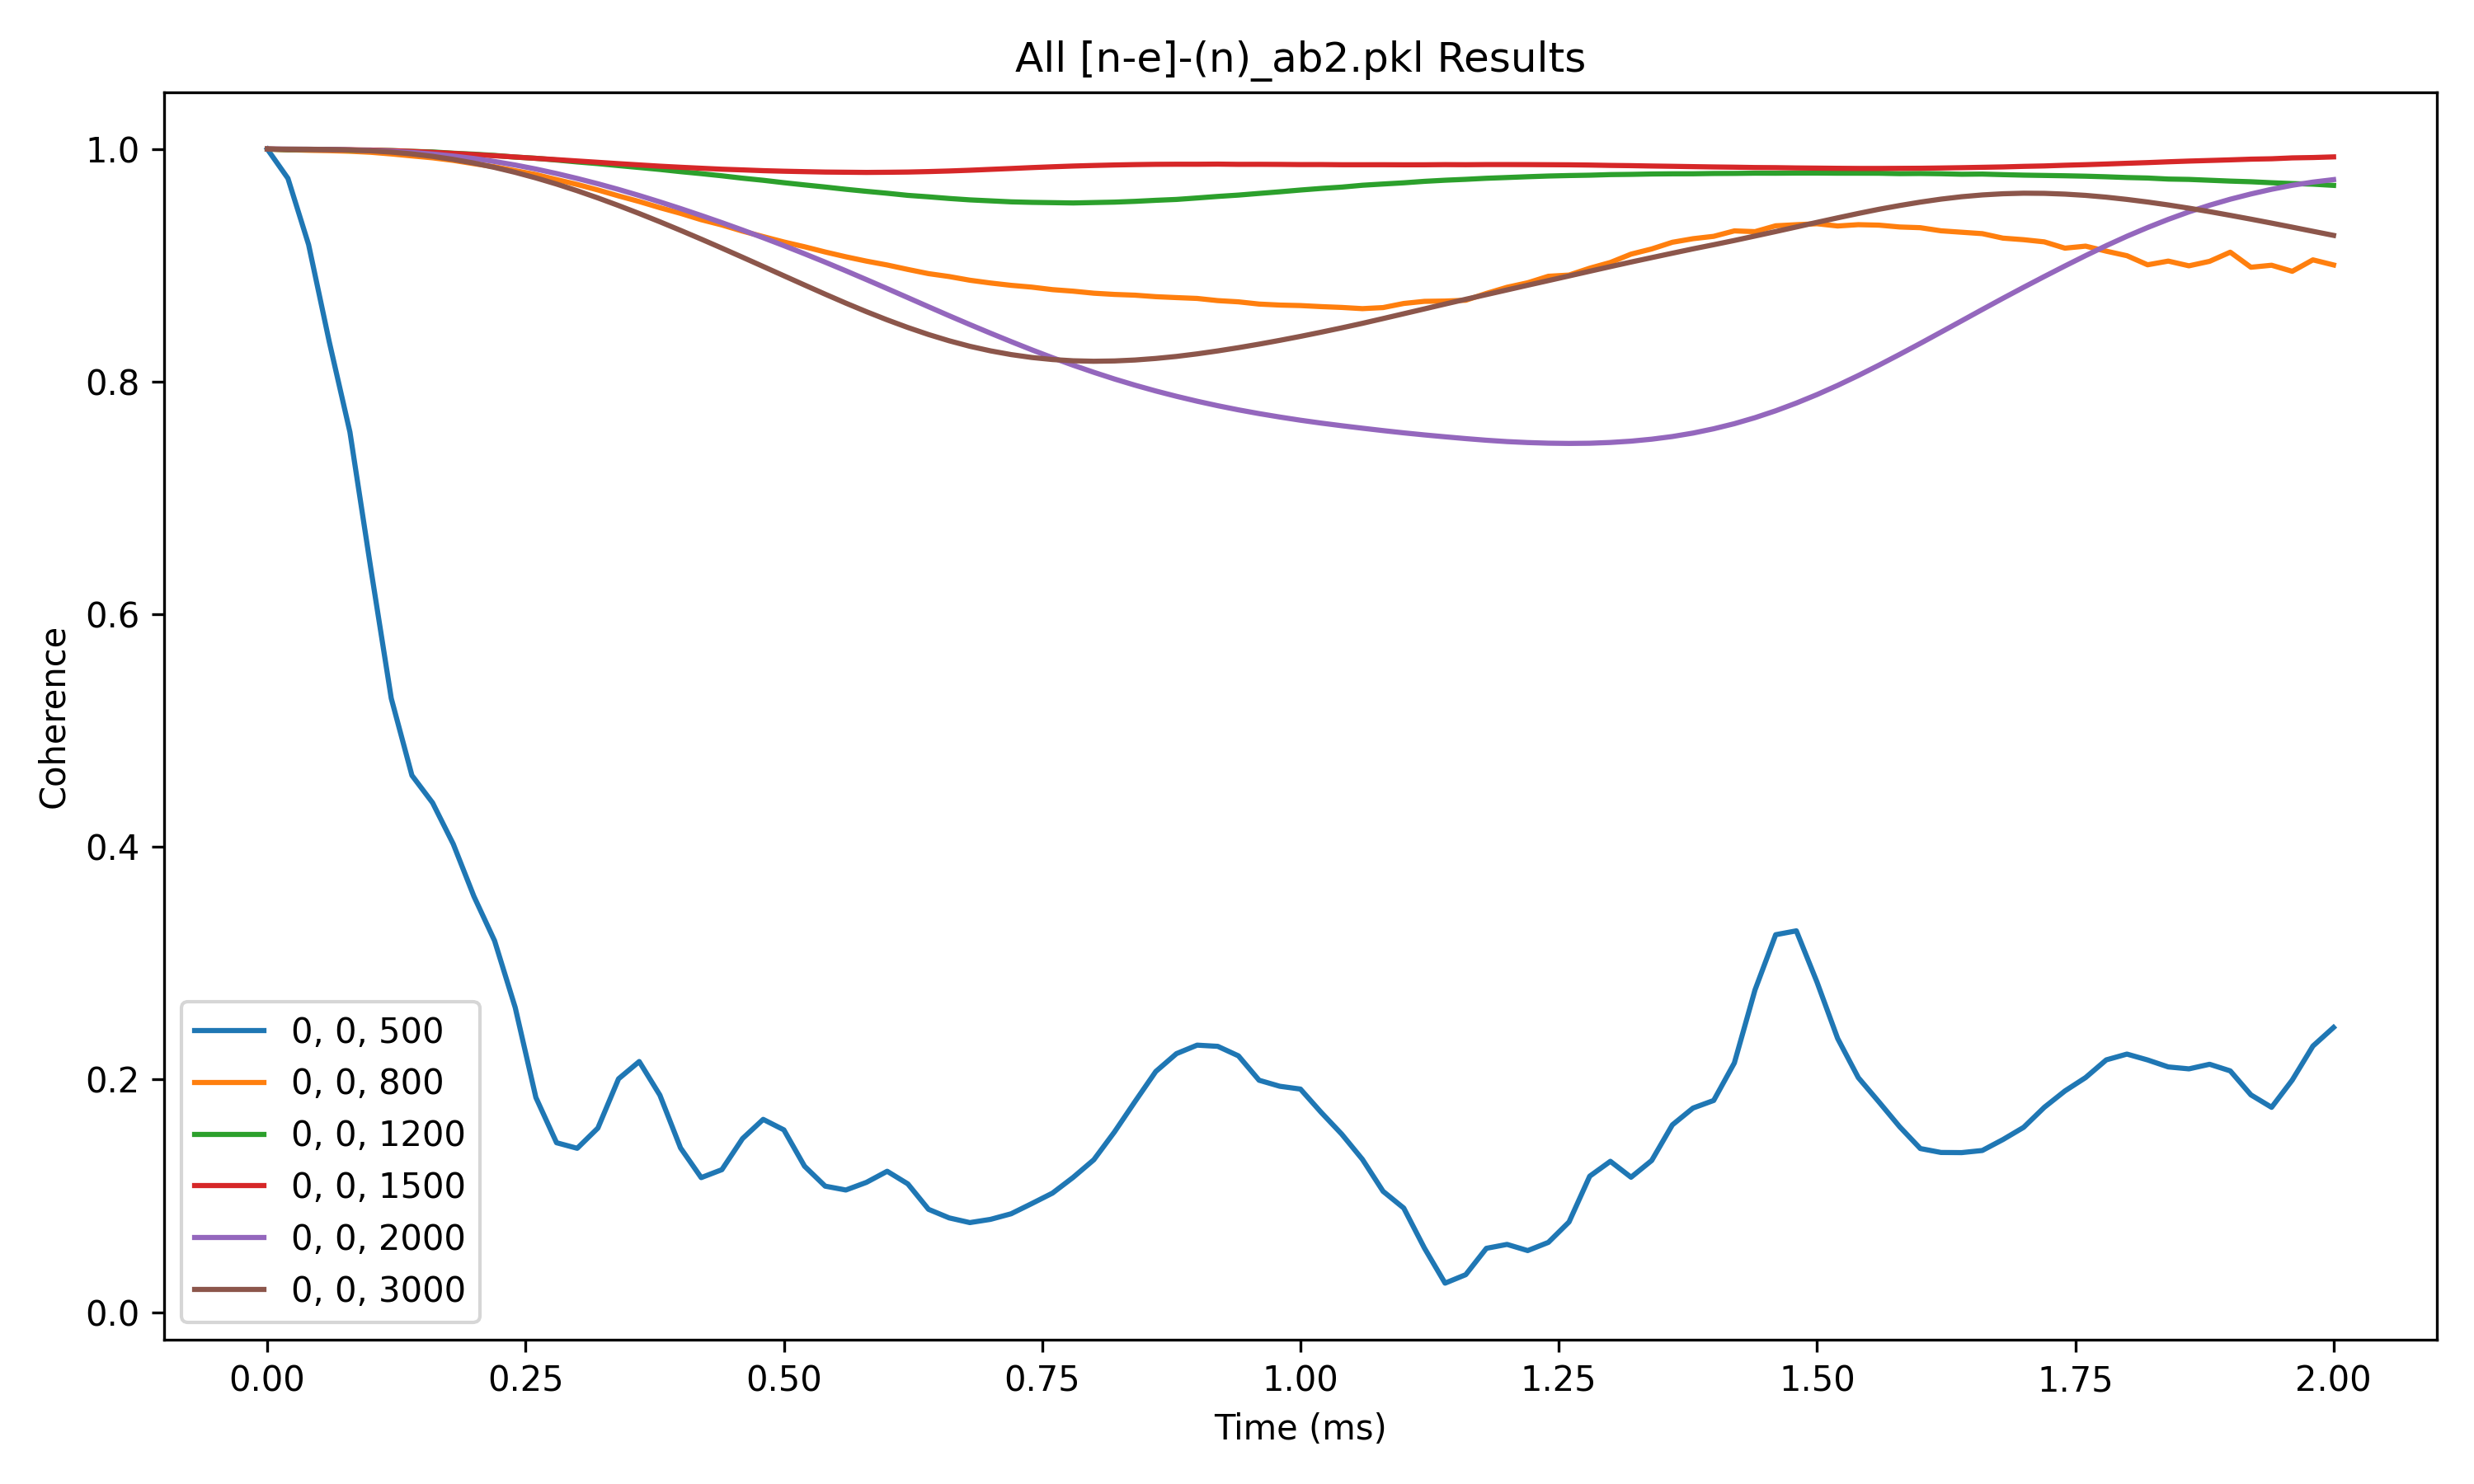 All [n-e]-(n)_ab2.pkl Results
Coherence
1.0
0.8
0.6
0.4
0.2
0.0
0, 0, 500
0, 0, 800
0, 0, 1200
0, 0, 1500
0, 0, 2000
0, 0, 3000
0.00 0.25 0.50 0.75 1.00 1.25 1.50 1.75 2.00
Time (ms)